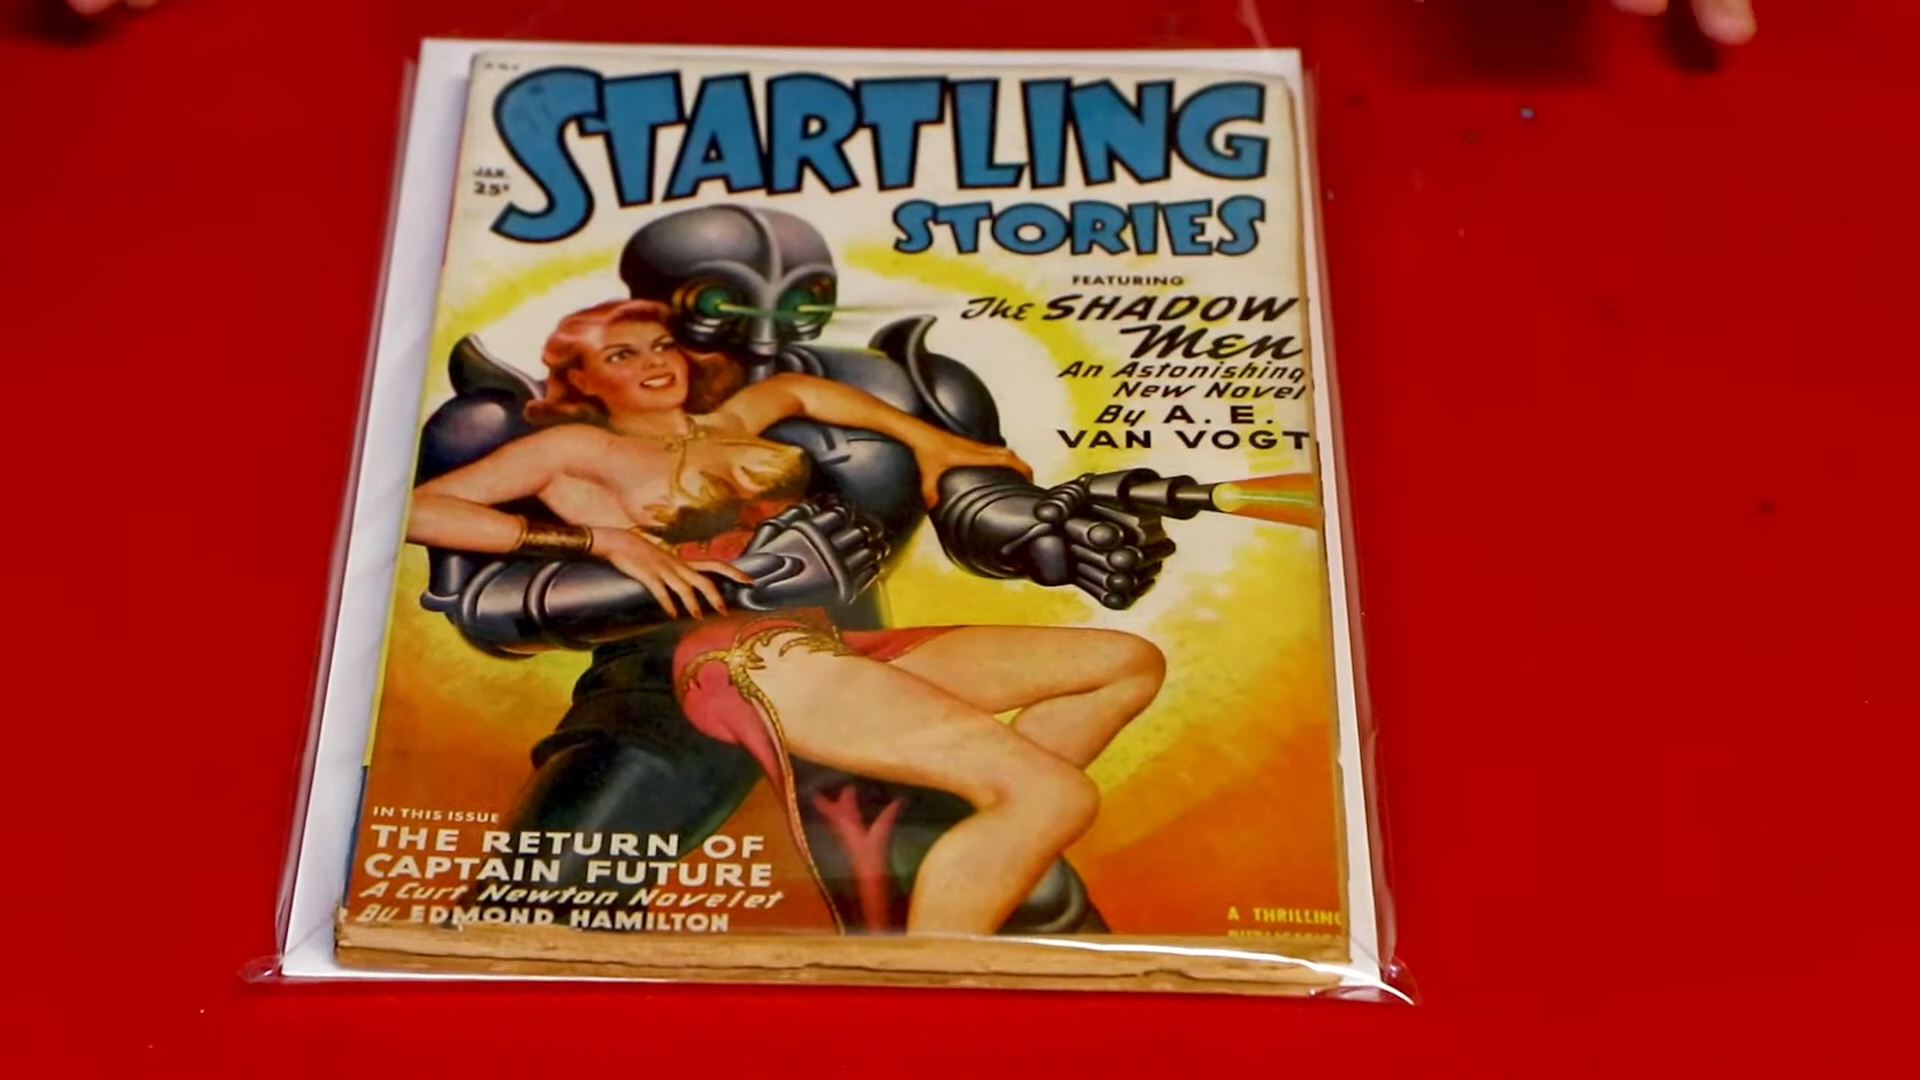 STARTLING
STORIES
JAN.
25¢
FEATURING
The SHADOW
Men
An Astonishing
New Novel
By A. E.
VAN VOGT
IN THIS ISSUE
THE RETURN OF
CAPTAIN FUTURE
A Curt Newton Novelet
By EDMOND HAMILTON
A THRILLING